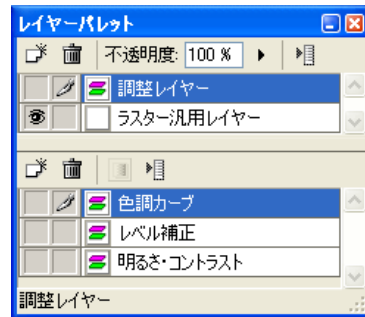 レイヤーパレット
不透明度: 100 %
調整レイヤー
ラスター汎用レイヤー
色調カーブ
レベル補正
明るさ・コントラスト
調整レイヤー